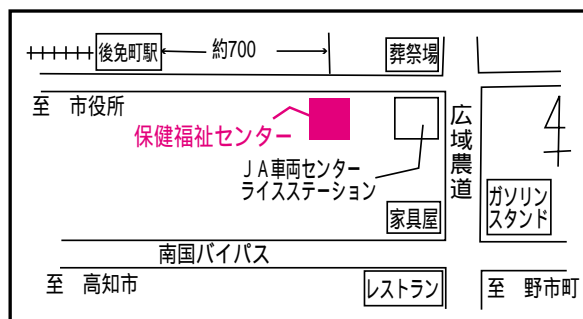 後免町駅
約700
葬祭場
至 市役所
保健福祉センター
ＪＡ車両センター
ライスステーション
広域農道
家具屋
ガソリン
スタンド
南国バイパス
至 高知市
レストラン
至 野市町